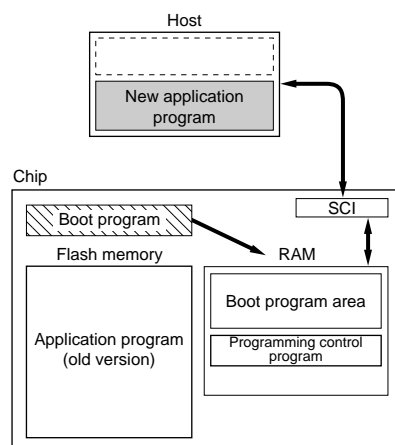 Host
New application
program
Chip
SCI
Boot program
Flash memory
RAM
Boot program area
Application program
(old version)
Programming control
program